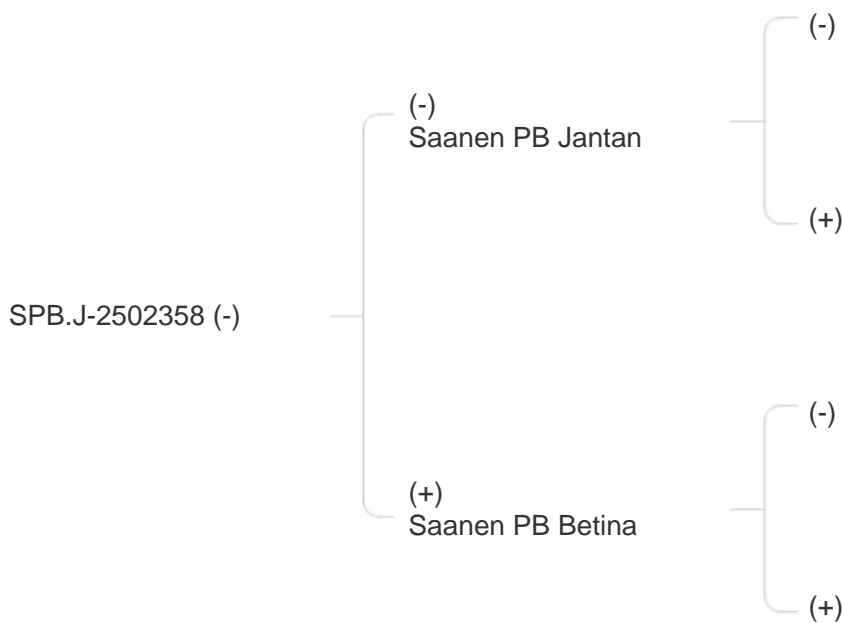 (-)
(-)
Saanen PB Jantan
(+)
SPB.J-2502358 (-)
(-)
(+)
Saanen PB Betina
(+)